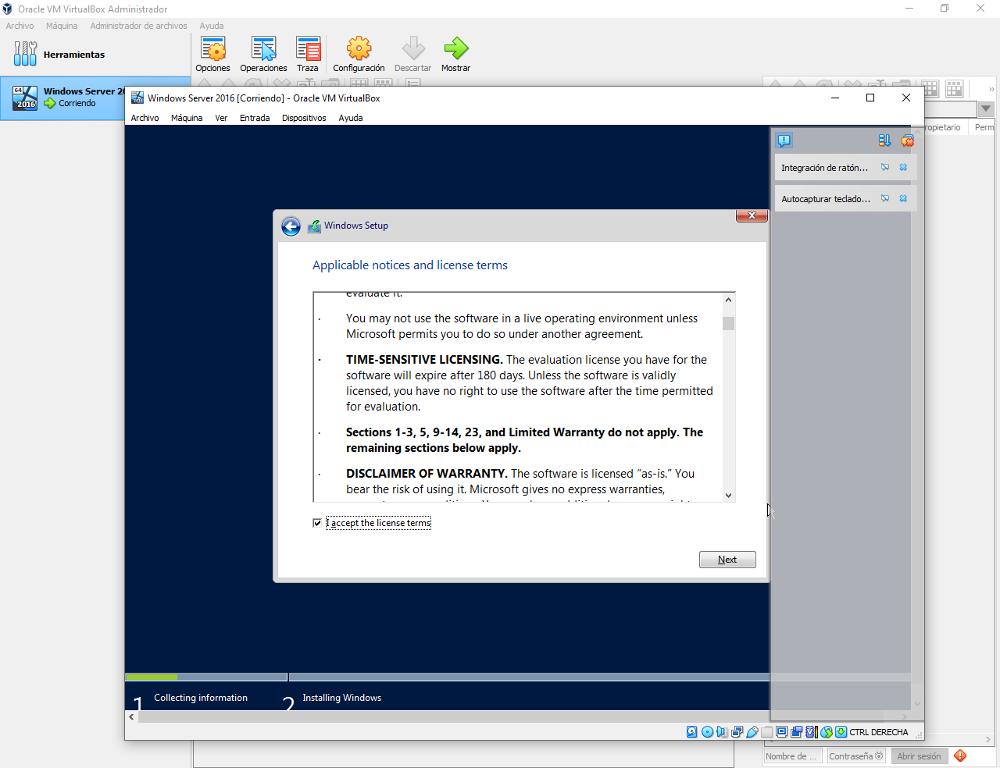 Oracle VM VirtualBox Administrador
Archivo Máquina Administrador de archivos Ayuda
Herramientas
Opciones Operaciones Traza Configuración Descartar Mostrar
64
2016
Windows Server 20
Corriendo
Windows Server 2016 [Corriendo] - Oracle VM VirtualBox
Archivo Máquina Ver Entrada Dispositivos Ayuda
ropietario Perm
Integración de ratón...
Autocapturar teclado...
Windows Setup
Applicable notices and license terms
evaluate it.
· You may not use the software in a live operating environment unless
Microsoft permits you to do so under another agreement.
· TIME-SENSITIVE LICENSING. The evaluation license you have for the
software will expire after 180 days. Unless the software is validly
licensed, you have no right to use the software after the time permitted
for evaluation.
· Sections 1-3, 5, 9-14, 23, and Limited Warranty do not apply. The
remaining sections below apply.
· DISCLAIMER OF WARRANTY. The software is licensed “as-is.” You
bear the risk of using it. Microsoft gives no express warranties,
I accept the license terms
Next
1 Collecting information 2 Installing Windows
CTRL DERECHA
Nombre de ... Contraseña Abrir sesión